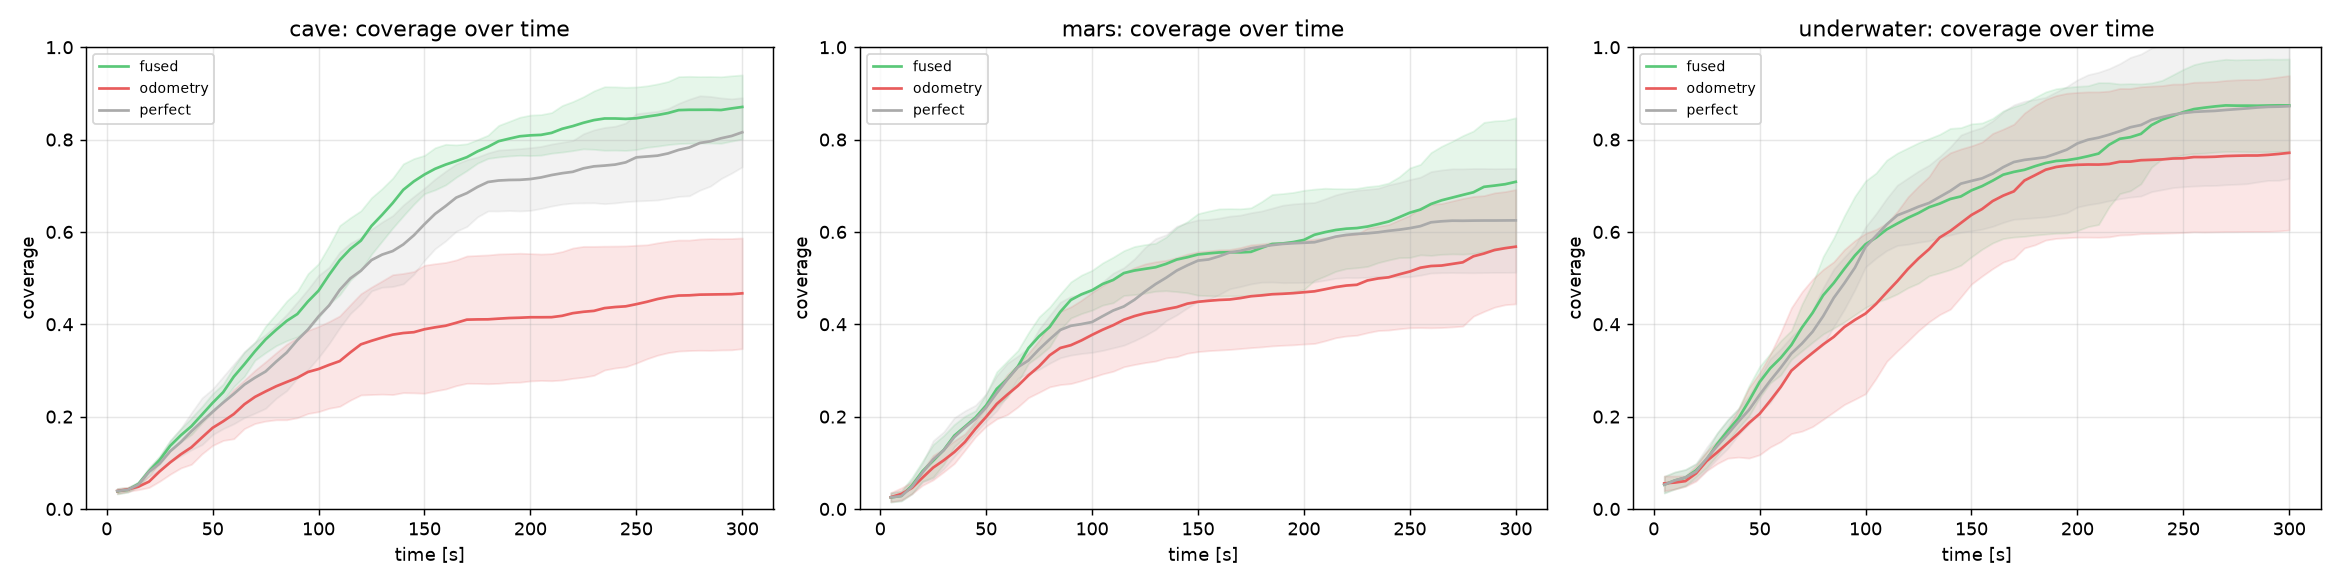 cave: coverage over time
fused
odometry
perfect
1.0
0.8
0.6
0.4
0.2
0.0
coverage
0 50 100 150 200 250 300
time [s]
mars: coverage over time
fused
odometry
perfect
1.0
0.8
0.6
0.4
0.2
0.0
coverage
0 50 100 150 200 250 300
time [s]
underwater: coverage over time
fused
odometry
perfect
1.0
0.8
0.6
0.4
0.2
0.0
coverage
0 50 100 150 200 250 300
time [s]